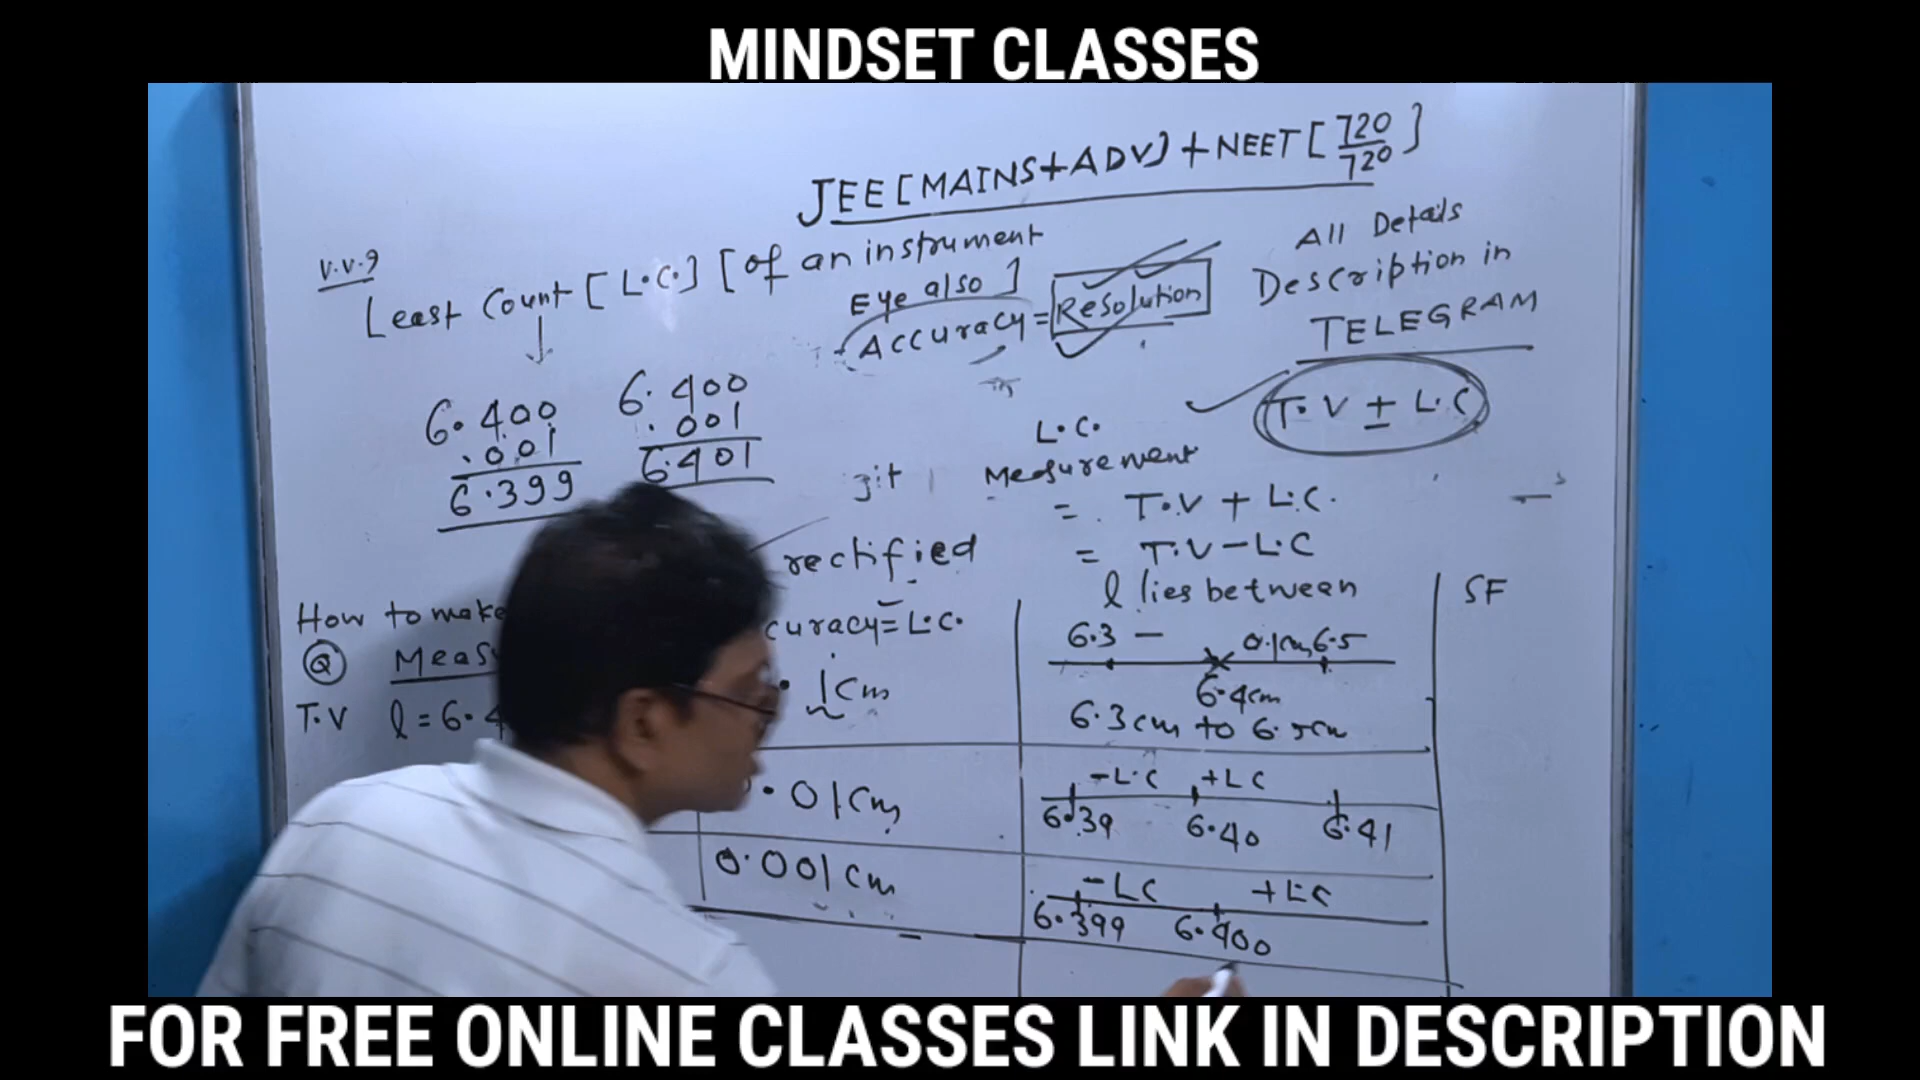 MINDSET CLASSES
JEE [MAINS+ADV] + NEET [ 720/720 ]
V.V.9
Least Count [ L.C.] [ of an instrument
Eye also ]
Accuracy = Resolution
All Details
Description in
TELEGRAM
6.400
.001
6.399
6.400
.001
6.401
L.C.
Measurement
T.V ± L.C
= T.V + L.C.
= T.V - L.C
rectified
l lies between
SF
How to make
curacy = L.C.
Q Meas
T.V l = 6.4
. 1cm
6.3 — 0.1cm 6.5
6.4cm
6.3cm to 6.5cm
.01cm
-L.C +LC
6.39 6.40 6.41
0.001cm
-LC +LC
6.399 6.400
FOR FREE ONLINE CLASSES LINK IN DESCRIPTION